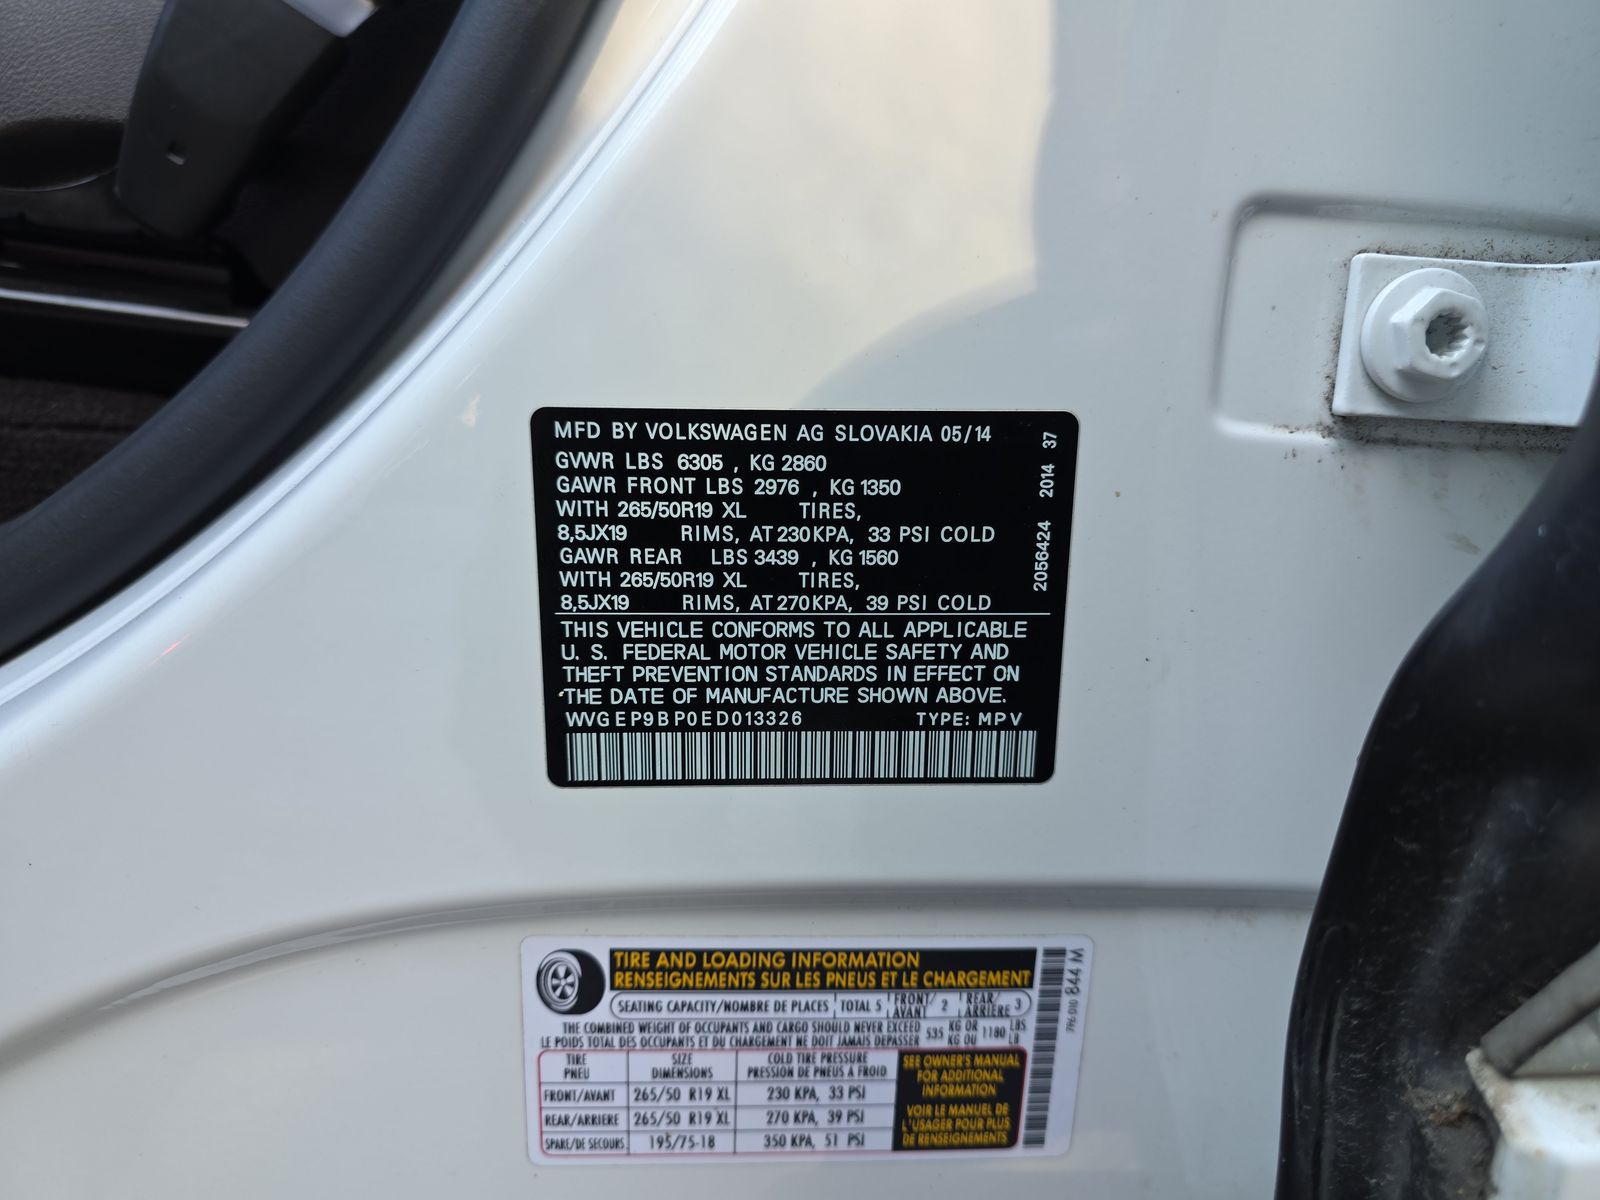 MFD BY VOLKSWAGEN AG SLOVAKIA 05/14
GVWR LBS 6305 , KG 2860
GAWR FRONT LBS 2976 , KG 1350
WITH 265/50R19 XL TIRES,
8,5JX19 RIMS, AT 230KPA, 33 PSI COLD
GAWR REAR LBS 3439 , KG 1560
WITH 265/50R19 XL TIRES,
8,5JX19 RIMS, AT 270KPA, 39 PSI COLD
THIS VEHICLE CONFORMS TO ALL APPLICABLE
U. S. FEDERAL MOTOR VEHICLE SAFETY AND
THEFT PREVENTION STANDARDS IN EFFECT ON
THE DATE OF MANUFACTURE SHOWN ABOVE.
WVGEP9BP0ED013326 TYPE: MPV
2056424 2014 37
TIRE AND LOADING INFORMATION
RENSEIGNEMENTS SUR LES PNEUS ET LE CHARGEMENT
SEATING CAPACITY/NOMBRE DE PLACES TOTAL 5 FRONT/AVANT 2 REAR/ARRIÈRE 3
THE COMBINED WEIGHT OF OCCUPANTS AND CARGO SHOULD NEVER EXCEED 535 KG OR 1180 LBS
LE POIDS TOTAL DES OCCUPANTS ET DU CHARGEMENT NE DOIT JAMAIS DEPASSER KG OU LB
TIRE SIZE COLD TIRE PRESSURE
PNEU DIMENSIONS PRESSION DE PNEUS A FROID
FRONT/AVANT 265/50 R19 XL 230 KPA, 33 PSI
REAR/ARRIERE 265/50 R19 XL 270 KPA, 39 PSI
SPARE/DE SECOURS 195/75-18 350 KPA, 51 PSI
SEE OWNER'S MANUAL
FOR ADDITIONAL
INFORMATION
VOIR LE MANUEL DE
L'USAGER POUR PLUS
DE RENSEIGNEMENTS
7P6 010 844 M